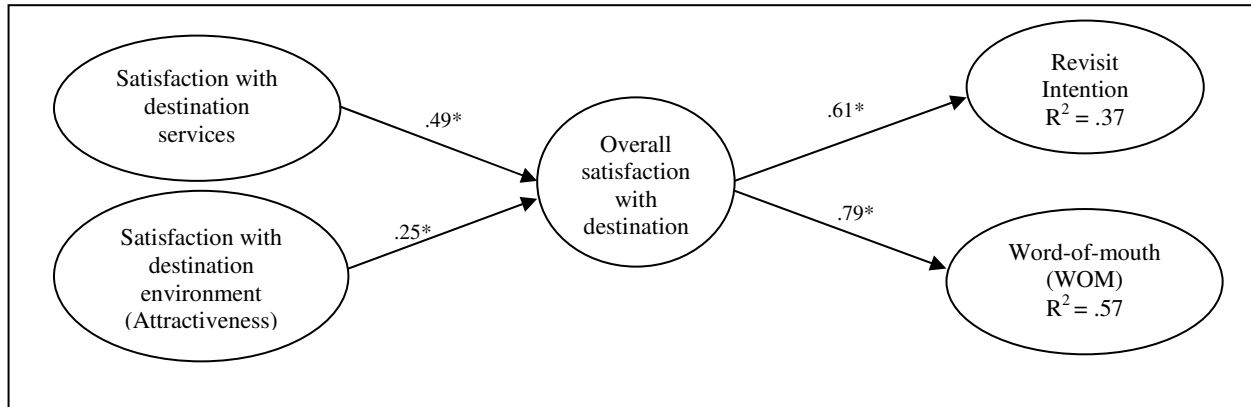 Satisfaction with
destination
services
.49*
Satisfaction with
destination
environment
(Attractiveness)
.25*
Overall
satisfaction
with
destination
.61*
.79*
Revisit
Intention
R² = .37
Word-of-mouth
(WOM)
R² = .57